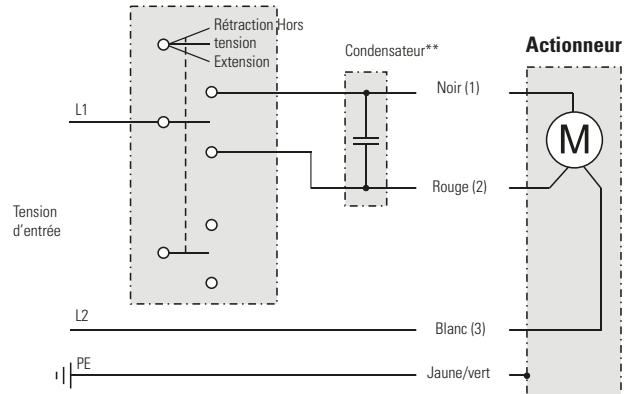 Rétraction Hors
tension
Extension
Condensateur**
Actionneur
Noir (1)
L1
M
Rouge (2)
Tension
d'entrée
L2
Blanc (3)
PE
Jaune/vert